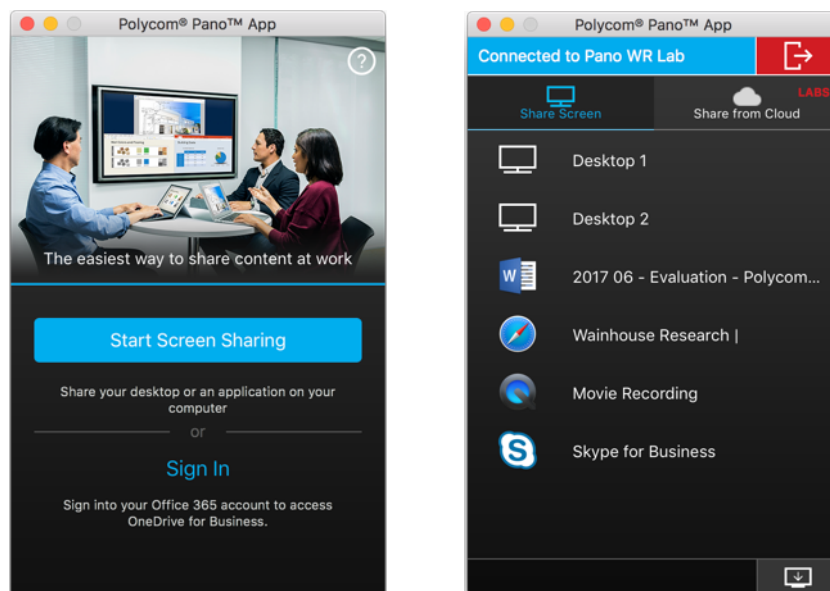 Polycom® Pano™ App
?
The easiest way to share content at work
Start Screen Sharing
Share your desktop or an application on your
computer
or
Sign In
Sign into your Office 365 account to access
OneDrive for Business.
Polycom® Pano™ App
Connected to Pano WR Lab
LABS
Share Screen
Share from Cloud
Desktop 1
Desktop 2
W
2017 06 - Evaluation - Polycom...
Wainhouse Research |
Movie Recording
S
Skype for Business